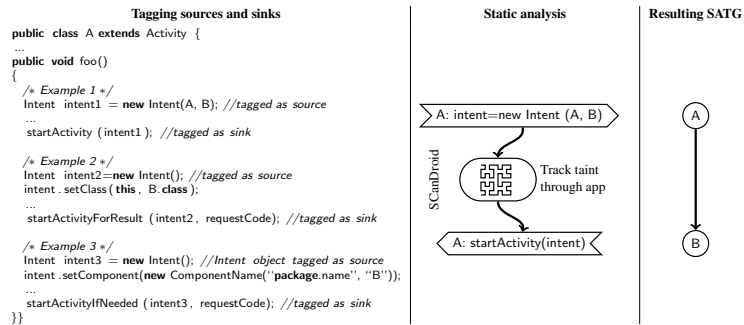 Tagging sources and sinks
public class A extends Activity {
...
public void foo()
{
/* Example 1 */
Intent intent1 = new Intent(A, B); //tagged as source
...
startActivity (intent1); //tagged as sink
/* Example 2 */
Intent intent2=new Intent(); //tagged as source
intent.setClass(this, B.class);
...
startActivityForResult (intent2, requestCode); //tagged as sink
/* Example 3 */
Intent intent3 = new Intent(); //Intent object tagged as source
intent.setComponent(new ComponentName(‘‘package.name’’, ‘‘B’’));
...
startActivityIfNeeded (intent3, requestCode); //tagged as sink
}}
Static analysis
A: intent=new Intent (A, B)
SCanDroid
Track taint
through app
A: startActivity(intent)
Resulting SATG
A
B